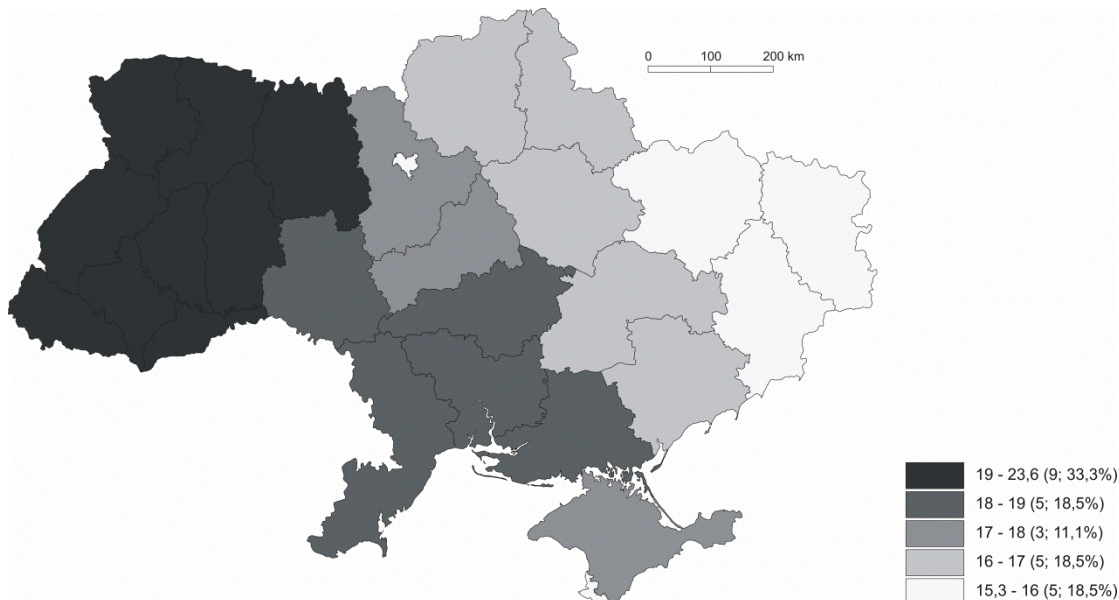 0 100 200 km
19 - 23,6 (9; 33,3%)
18 - 19 (5; 18,5%)
17 - 18 (3; 11,1%)
16 - 17 (5; 18,5%)
15,3 - 16 (5; 18,5%)